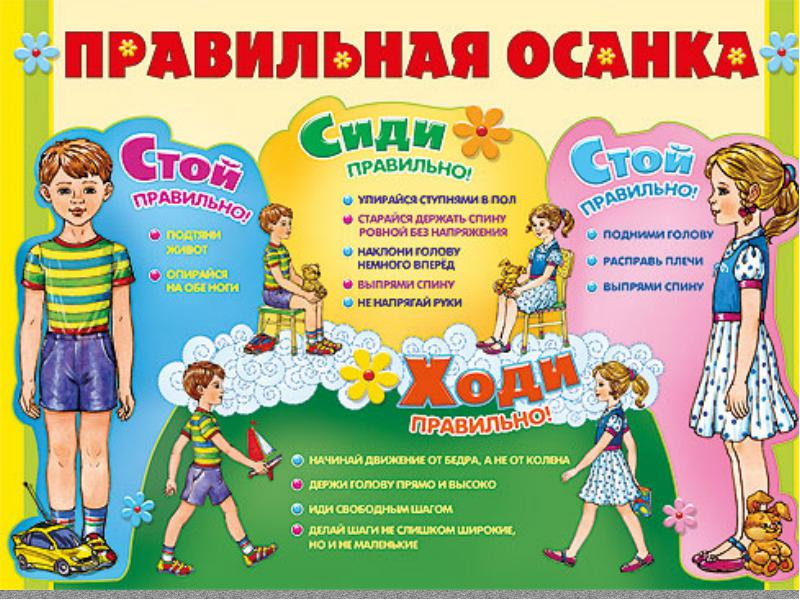 ПРАВИЛЬНАЯ ОСАНКА
Стой
ПРАВИЛЬНО!
ПОДТЯНИ
ЖИВОТ
ОПИРАЙСЯ
НА ОБЕ НОГИ
Сиди
ПРАВИЛЬНО!
УПИРАЙСЯ СТУПНЯМИ В ПОЛ
СТАРАЙСЯ ДЕРЖАТЬ СПИНУ
РОВНОЙ БЕЗ НАПРЯЖЕНИЯ
НАКЛОНИ ГОЛОВУ
НЕМНОГО ВПЕРЁД
ВЫПРЯМИ СПИНУ
НЕ НАПРЯГАЙ РУКИ
Стой
ПРАВИЛЬНО!
ПОДНИМИ ГОЛОВУ
РАСПРАВЬ ПЛЕЧИ
ВЫПРЯМИ СПИНУ
Ходи
ПРАВИЛЬНО!
НАЧИНАЙ ДВИЖЕНИЕ ОТ БЕДРА, А НЕ ОТ КОЛЕНА
ДЕРЖИ ГОЛОВУ ПРЯМО И ВЫСОКО
ИДИ СВОБОДНЫМ ШАГОМ
ДЕЛАЙ ШАГИ НЕ СЛИШКОМ ШИРОКИЕ,
НО И НЕ МАЛЕНЬКИЕ